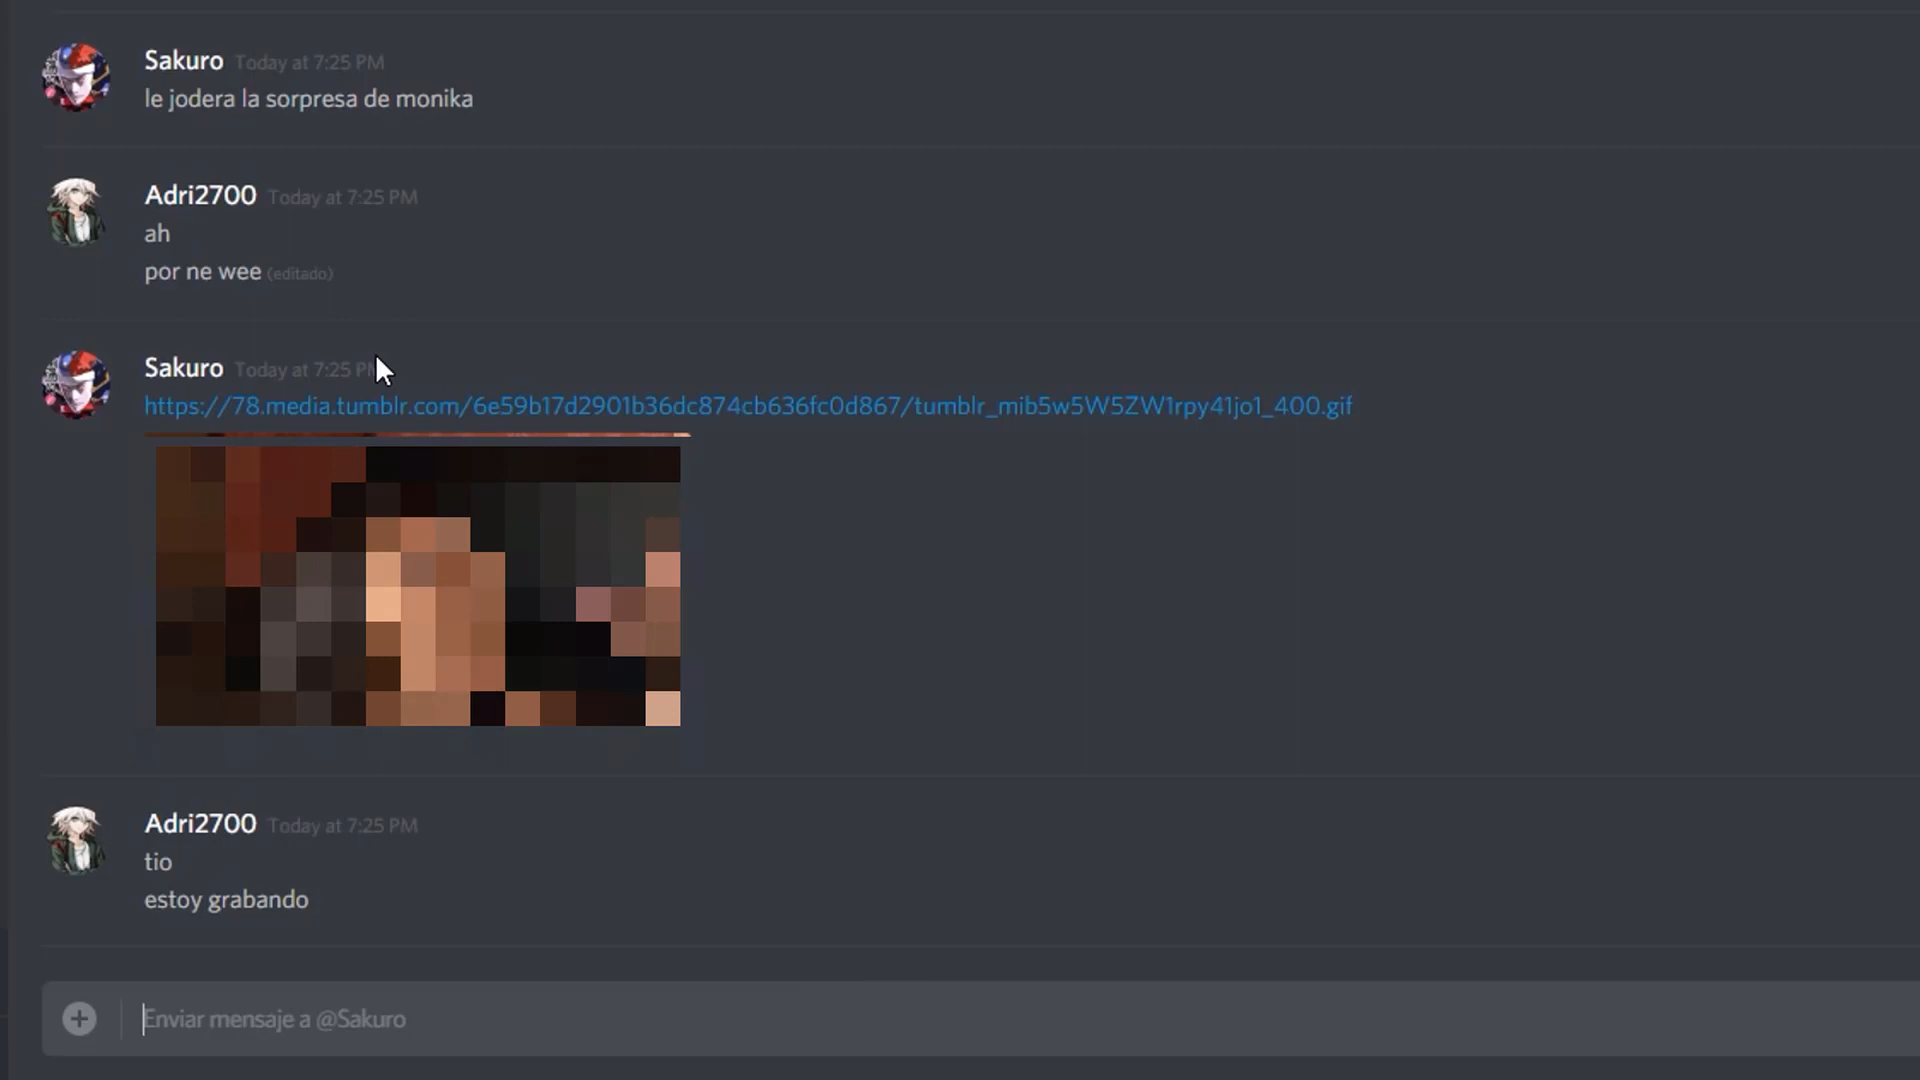 Sakuro Today at 7:25 PM
le jodera la sorpresa de monika
Adri2700 Today at 7:25 PM
ah
por ne wee (editado)
Sakuro Today at 7:25 PM
https://78.media.tumblr.com/6e59b17d2901b36dc874cb636fc0d867/tumblr_mib5w5W5ZW1rpy41jo1_400.gif
Adri2700 Today at 7:25 PM
tio
estoy grabando
Enviar mensaje a @Sakuro